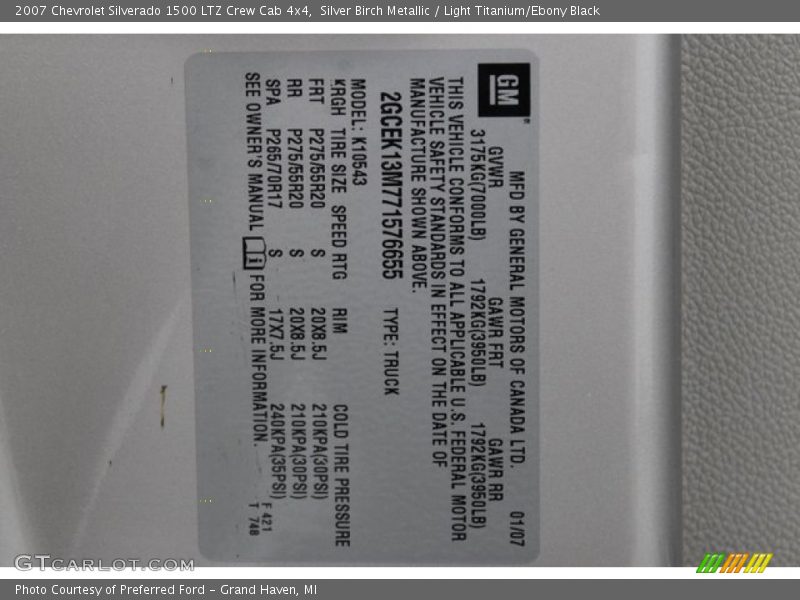 2007 Chevrolet Silverado 1500 LTZ Crew Cab 4x4,  Silver Birch Metallic / Light Titanium/Ebony Black
GM®
MFD BY GENERAL MOTORS OF CANADA LTD. 01/07
GVWR GAWR FRT GAWR RR
3175KG(7000LB) 1792KG(3950LB) 1792KG(3950LB)
THIS VEHICLE CONFORMS TO ALL APPLICABLE U.S. FEDERAL MOTOR
VEHICLE SAFETY STANDARDS IN EFFECT ON THE DATE OF
MANUFACTURE SHOWN ABOVE.
2GCEK13M771576655 TYPE: TRUCK
MODEL: K10543
KRGH TIRE SIZE SPEED RTG RIM COLD TIRE PRESSURE
FRT P275/55R20 S 20X8.5J 210KPA(30PSI)
RR P275/55R20 S 20X8.5J 210KPA(30PSI)
SPA P265/70R17 S 17X7.5J 240KPA(35PSI)
SEE OWNER'S MANUAL i FOR MORE INFORMATION.
F 421
T 748
GTcarlot.com
Photo Courtesy of Preferred Ford – Grand Haven, MI